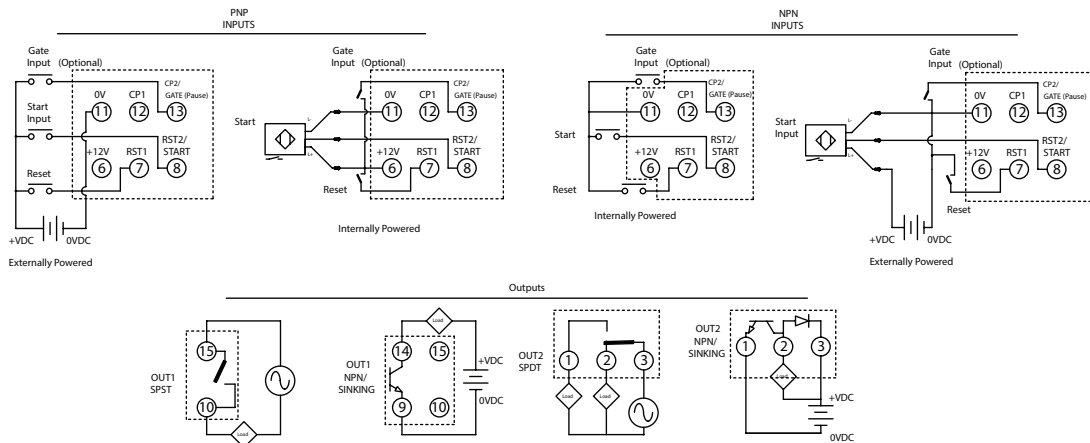 PNP
INPUTS
Gate
Input (Optional)
0V
CP1
CP2/
GATE (Pause)
11
12
13
Start
Input
+12V
RST1
RST2/
START
6
7
8
Reset
+VDC
0VDC
Externally Powered
Gate
Input (Optional)
0V
CP1
CP2/
GATE (Pause)
11
12
13
L-
Start
L+
+12V
RST1
RST2/
START
6
7
8
Reset
Internally Powered
NPN
INPUTS
Gate
Input (Optional)
0V
CP1
CP2/
GATE (Pause)
11
12
13
Start
+12V
RST1
RST2/
START
6
7
8
Reset
Internally Powered
Gate
Input (Optional)
0V
CP1
CP2/
GATE (Pause)
11
12
13
Start
Input
L-
L+
+12V
RST1
RST2/
START
6
7
8
Reset
+VDC
0VDC
Externally Powered
Outputs
15
OUT1
SPST
10
Load
Load
14
15
OUT1
NPN/
SINKING
9
10
+VDC
0VDC
OUT2
SPDT
1
2
3
Load
Load
OUT2
NPN/
SINKING
1
2
3
Load
+VDC
0VDC